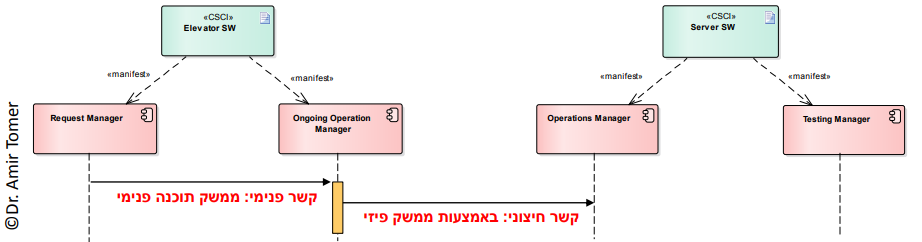 «CSCI»
Elevator SW
«CSCI»
Server SW
«manifest»
«manifest»
«manifest»
«manifest»
Request Manager
Ongoing Operation
Manager
Operations Manager
Testing Manager
קשר פנימי: ממשק תוכנה פנימי
קשר חיצוני: באמצעות ממשק פיזי
©Dr. Amir Tomer